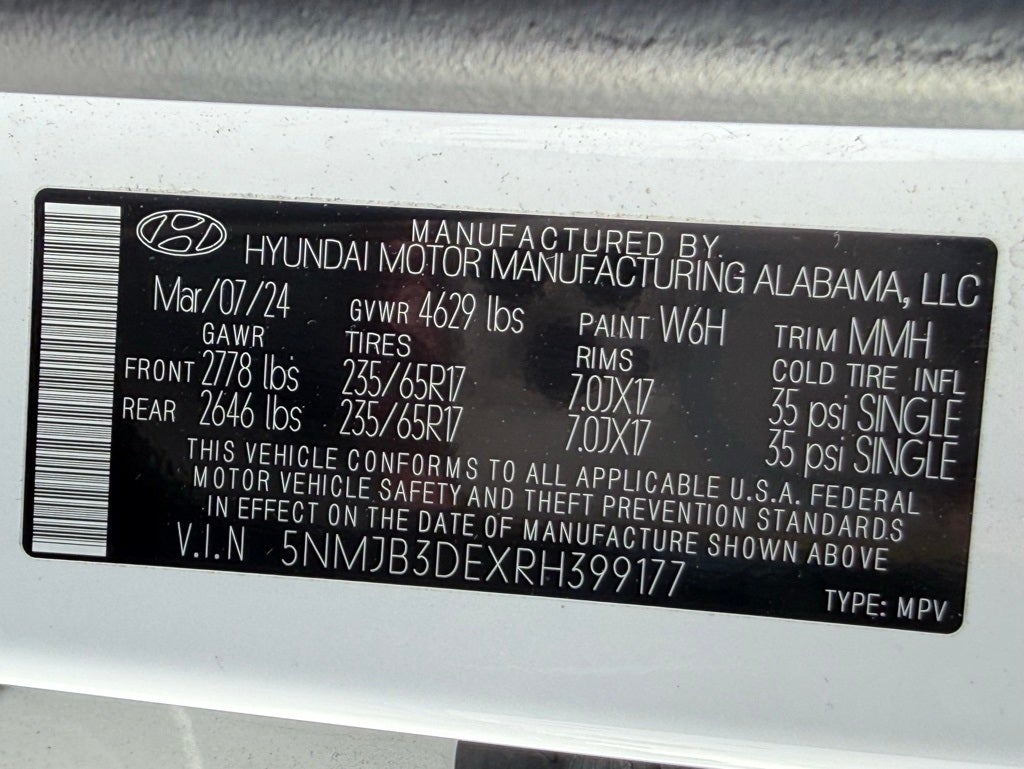 MANUFACTURED BY.
HYUNDAI MOTOR MANUFACTURING ALABAMA, LLC
Mar/07/24 GVWR 4629 lbs PAINT W6H TRIM MMH
GAWR TIRES RIMS COLD TIRE INFL
FRONT 2778 lbs 235/65R17 7.0JX17 35 psi SINGLE
REAR 2646 lbs 235/65R17 7.0JX17 35 psi SINGLE
THIS VEHICLE CONFORMS TO ALL APPLICABLE U.S.A. FEDERAL
MOTOR VEHICLE SAFETY AND THEFT PREVENTION STANDARDS
IN EFFECT ON THE DATE OF MANUFACTURE SHOWN ABOVE
V.I.N 5NMJB3DEXRH399177
TYPE: MPV